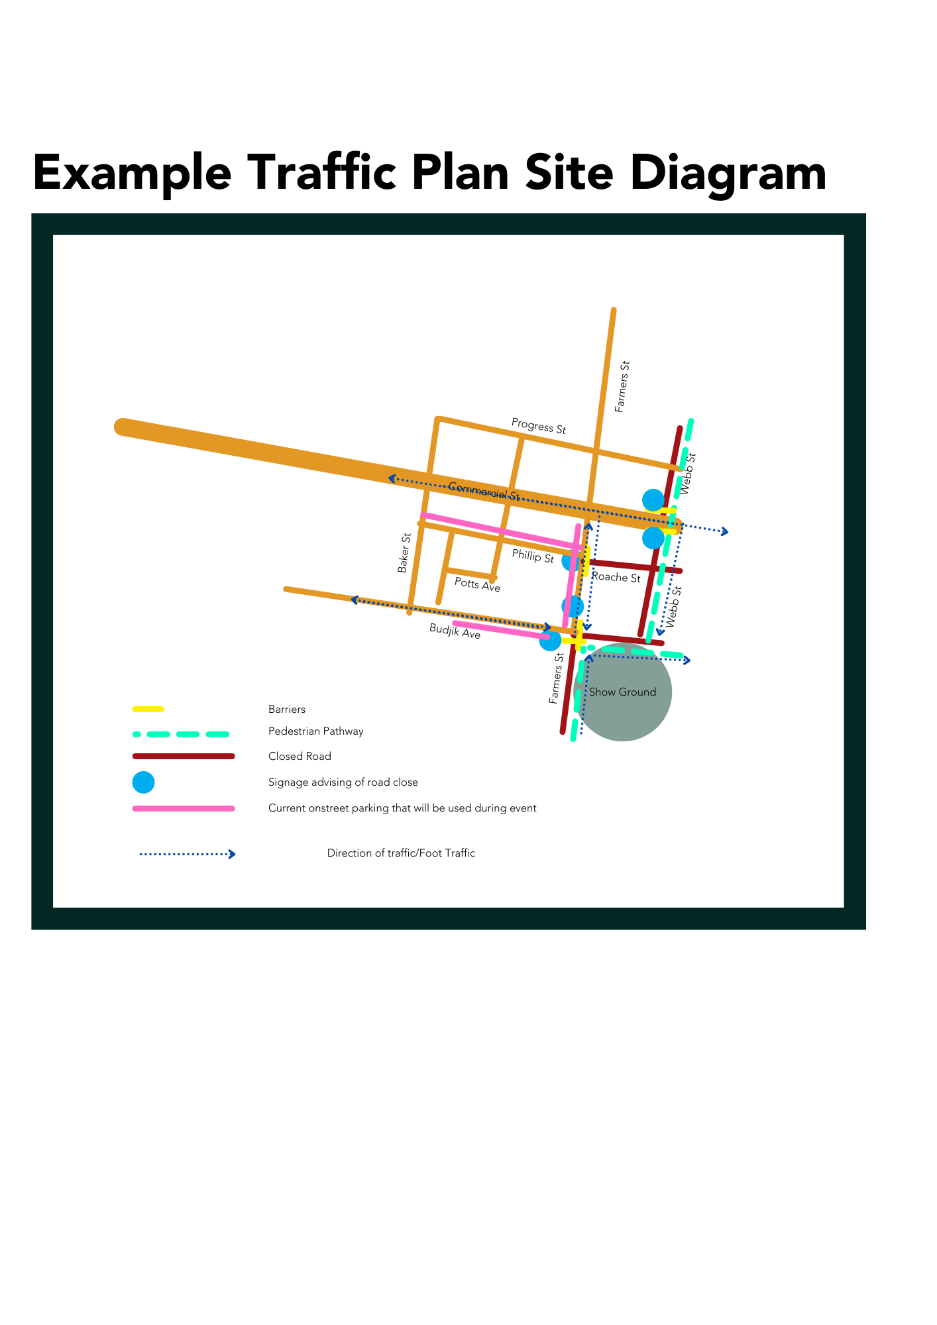 Example Traffic Plan Site Diagram
Farmers St
Progress St
Webb St
Commercial St
Baker St
Phillip St
Roache St
Potts Ave
Webb St
Budjik Ave
Farmers St
Show Ground
Barriers
Pedestrian Pathway
Closed Road
Signage advising of road close
Current onstreet parking that will be used during event
Direction of traffic/Foot Traffic